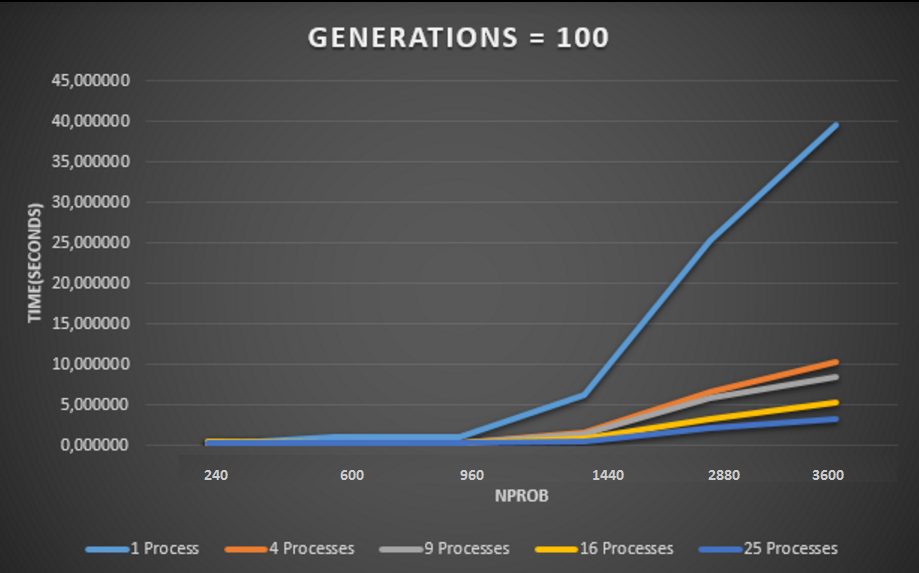 GENERATIONS = 100
45,000000
40,000000
35,000000
30,000000
25,000000
20,000000
15,000000
10,000000
5,000000
0,000000
TIME(SECONDS)
240 600 960 1440 2880 3600
NPROB
1 Process 4 Processes 9 Processes 16 Processes 25 Processes